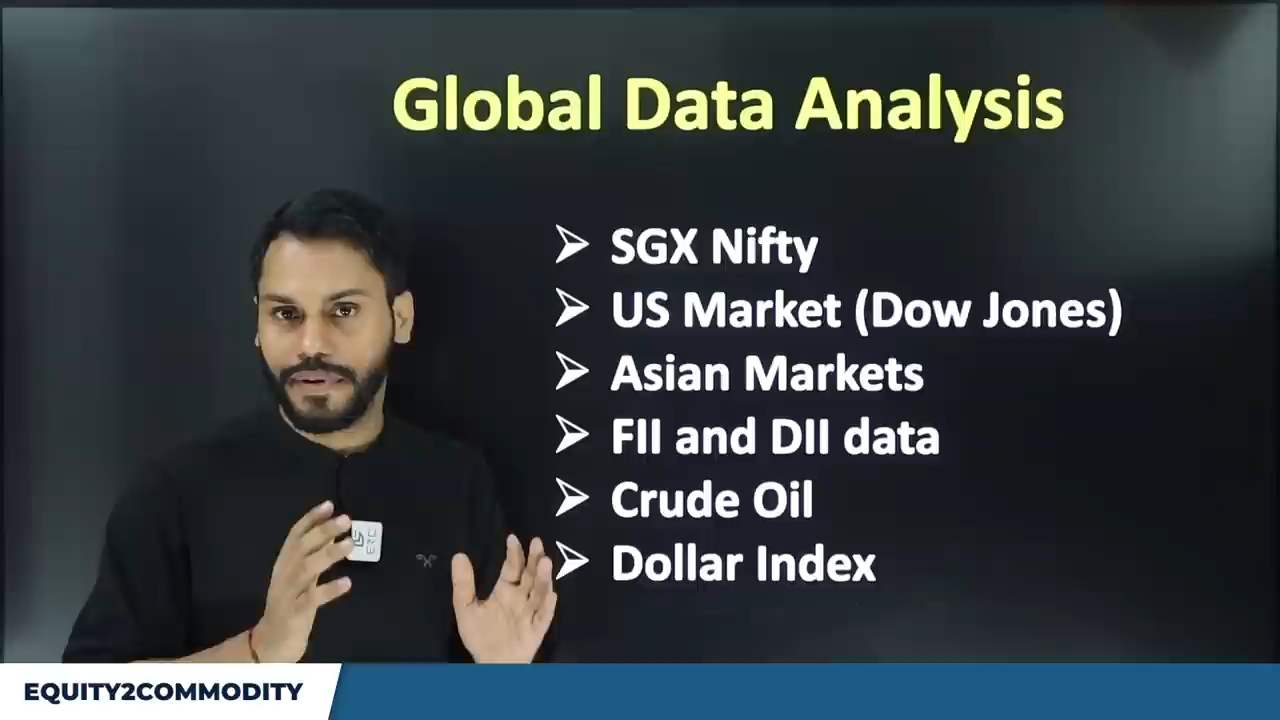 Global Data Analysis
SGX Nifty
US Market (Dow Jones)
Asian Markets
FII and DII data
Crude Oil
Dollar Index
E2C
EQUITY2COMMODITY